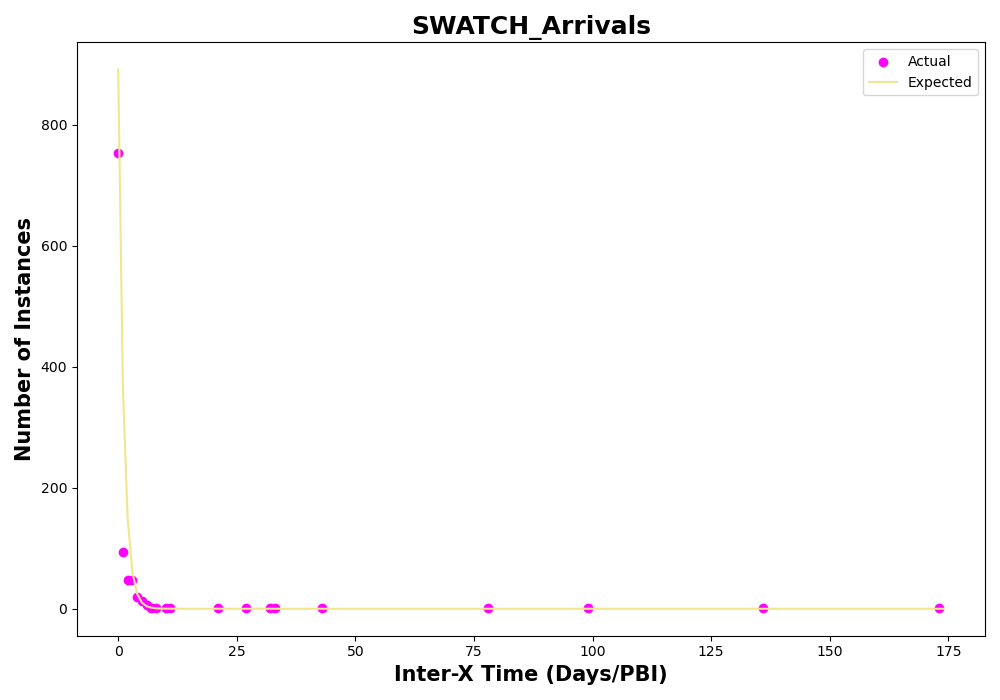 SWATCH_Arrivals
Actual
Expected
Number of Instances
800
600
400
200
0
0 25 50 75 100 125 150 175
Inter-X Time (Days/PBI)